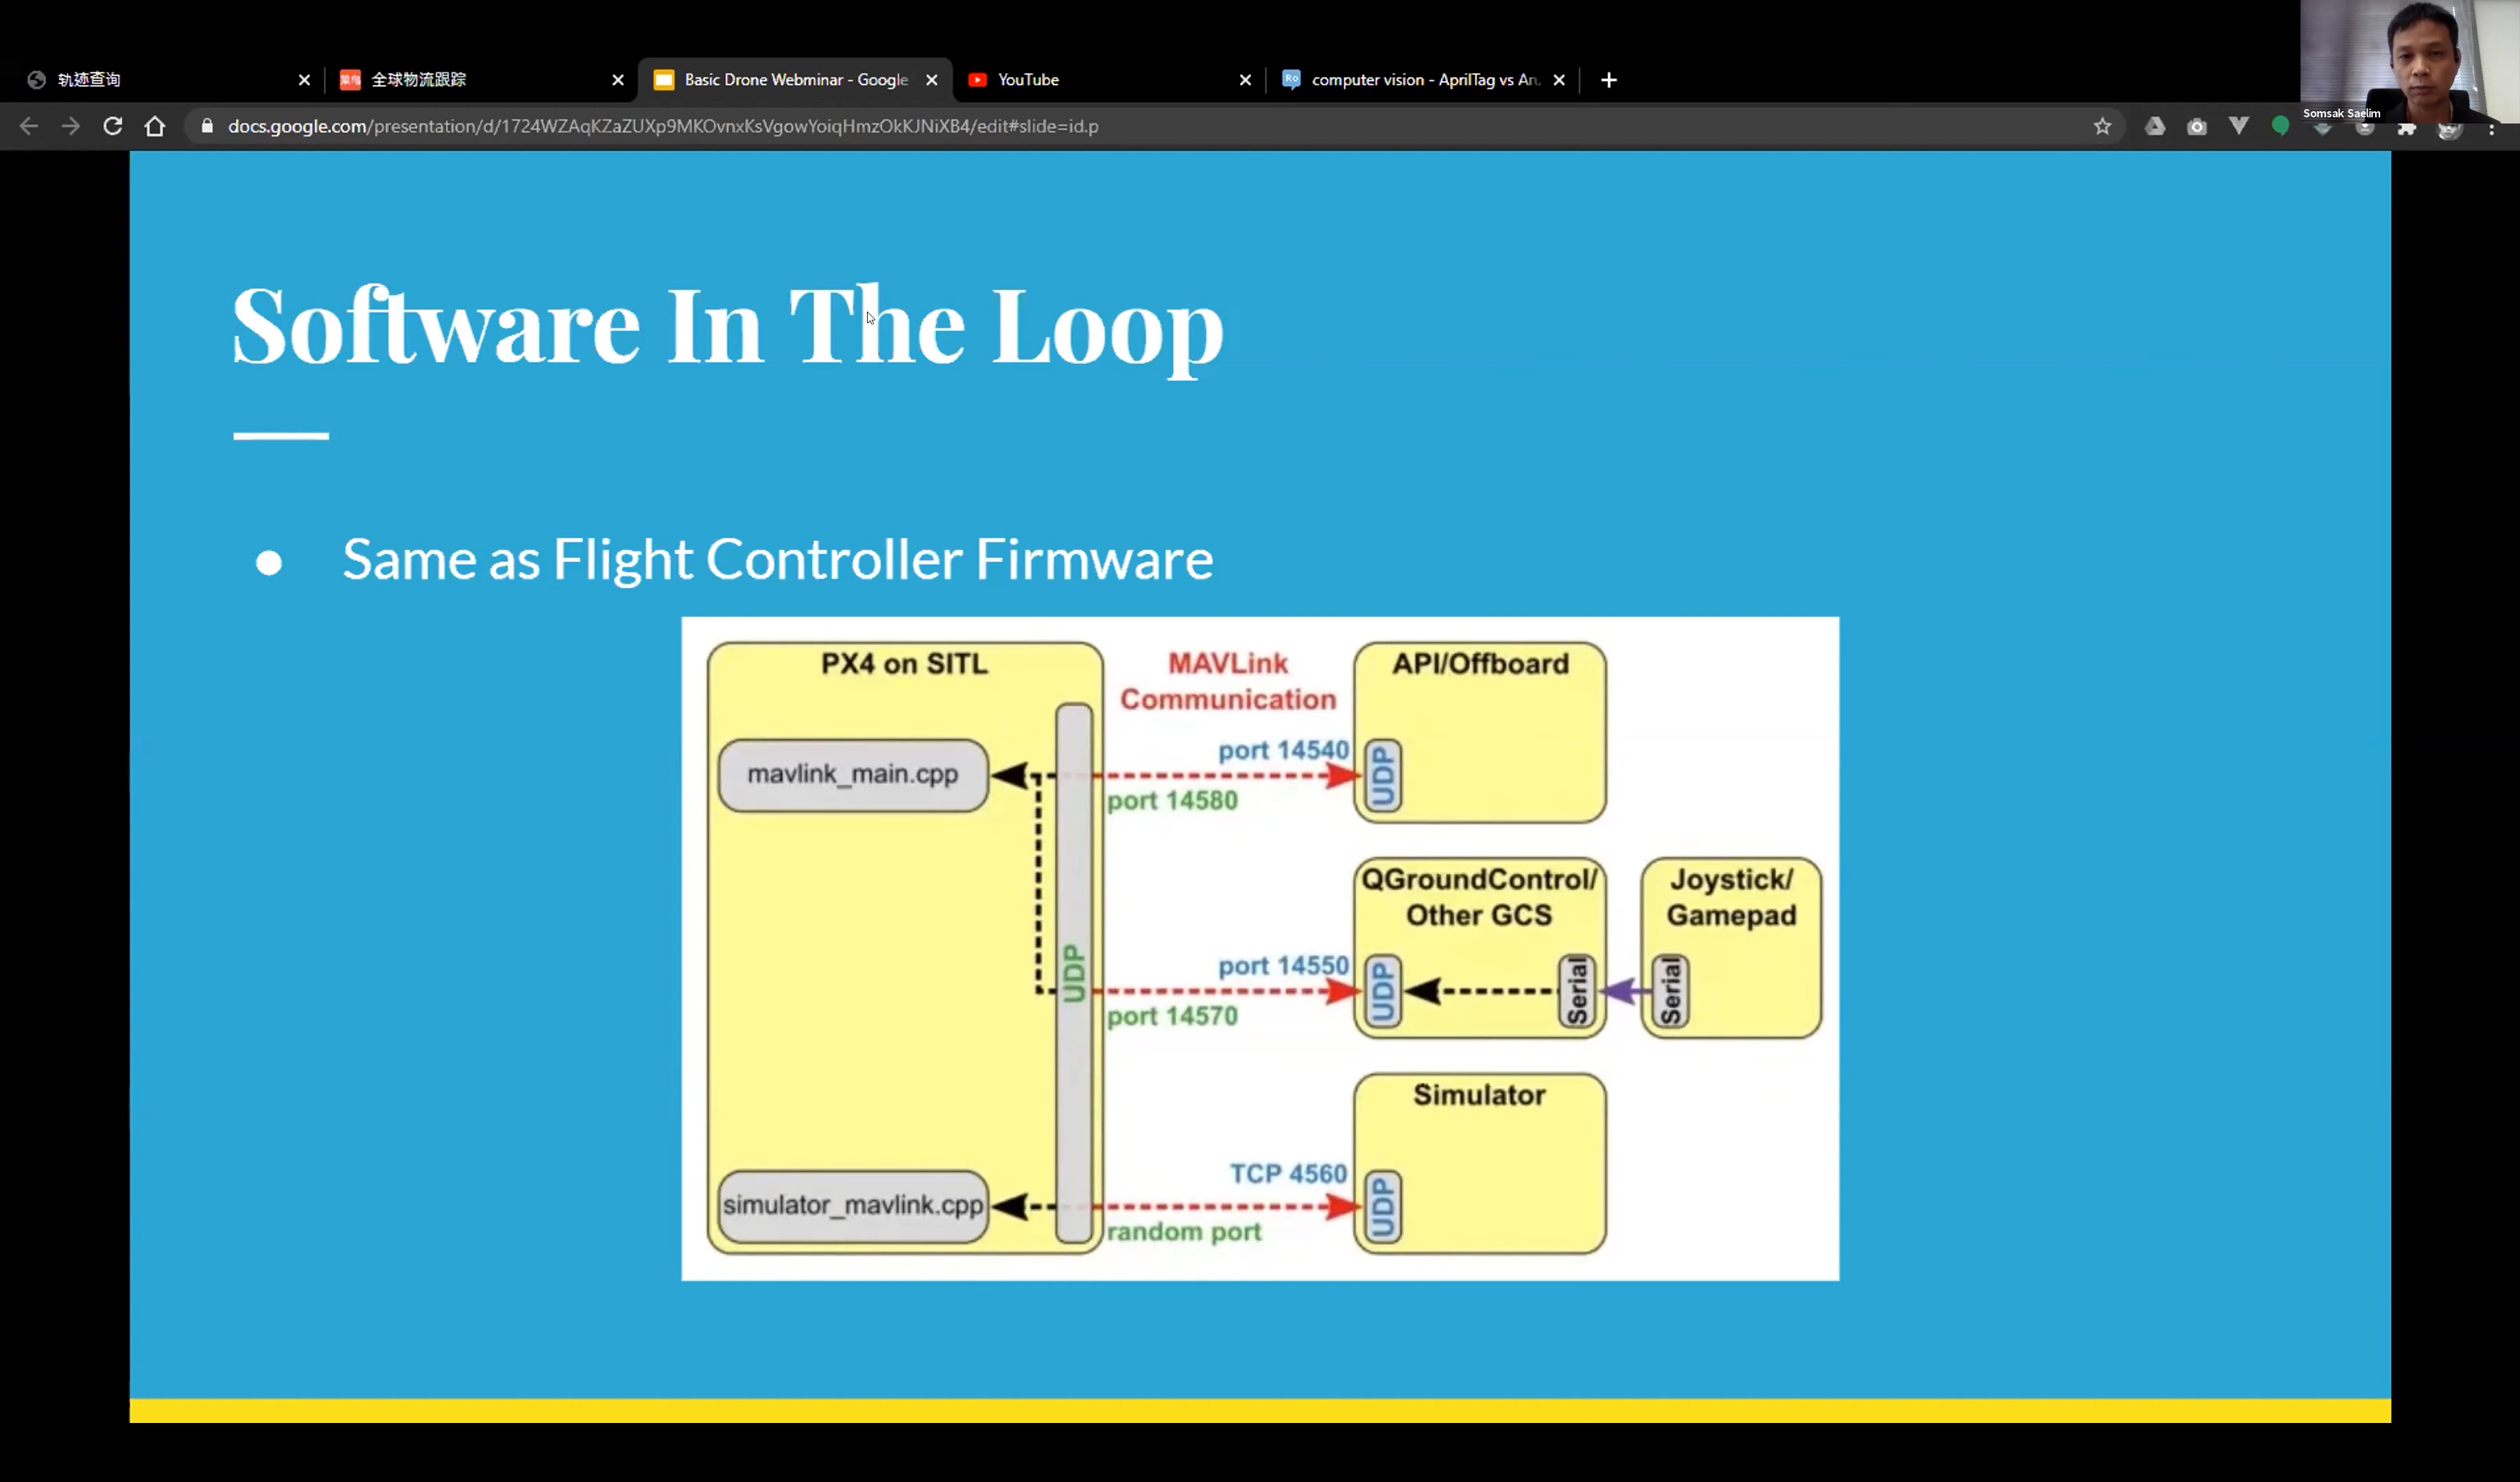 轨迹查询
全球物流跟踪
Basic Drone Webminar - Google
YouTube
computer vision - AprilTag vs Aru
Somsak Saelim
docs.google.com/presentation/d/1724WZAqKZaZUXp9MKOvnxKsVgowYoiqHmzOkKJNiXB4/edit#slide=id.p
Software In The Loop
Same as Flight Controller Firmware
PX4 on SITL
MAVLink
Communication
API/Offboard
port 14540
mavlink_main.cpp
UDP
port 14580
QGroundControl/
Other GCS
Joystick/
Gamepad
UDP
port 14550
UDP
Serial
Serial
port 14570
Simulator
TCP 4560
simulator_mavlink.cpp
UDP
random port